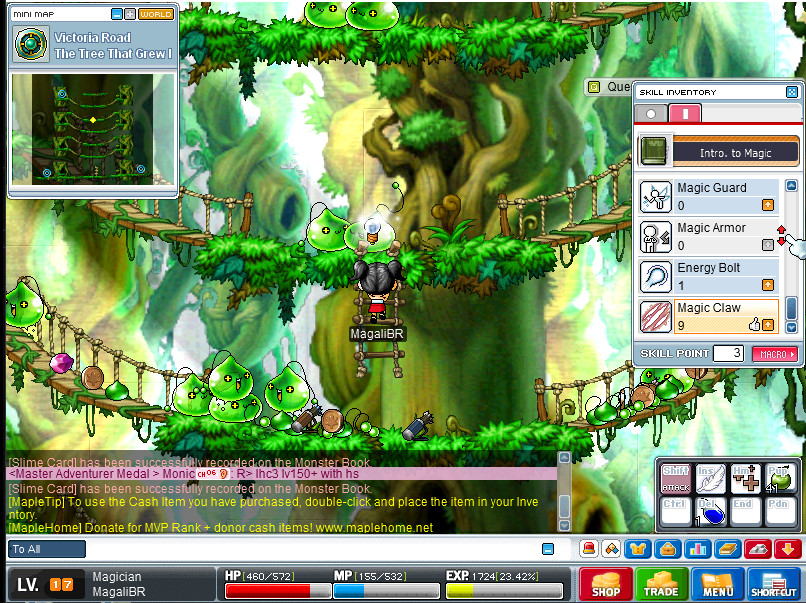 MINI MAP
WORLD
Victoria Road
The Tree That Grew I
Que
SKILL INVENTORY
Intro. to Magic
Magic Guard
0
Magic Armor
0
Energy Bolt
1
Magic Claw
9
SKILL POINT 3
MACRO
MagaliBR
[Slime Card] has been successfully recorded on the Monster Book.
<Master Adventurer Medal > Monic CH 06 : R> lhc3 lv150+ with hs
[Slime Card] has been successfully recorded on the Monster Book.
[MapleTip] To use the Cash Item you have purchased, double-click and place the item in your Inve
ntory.
[MapleHome] Donate for MVP Rank + donor cash items! www.maplehome.net
Shift Ins Hm Pup
ATTACK
Ctrl Del End Pdn
1
To All
LV. 17
Magician
MagaliBR
HP[460/572]
MP[155/532]
EXP. 1724[23.42%]
SHOP
TRADE
MENU
SHORTCUT